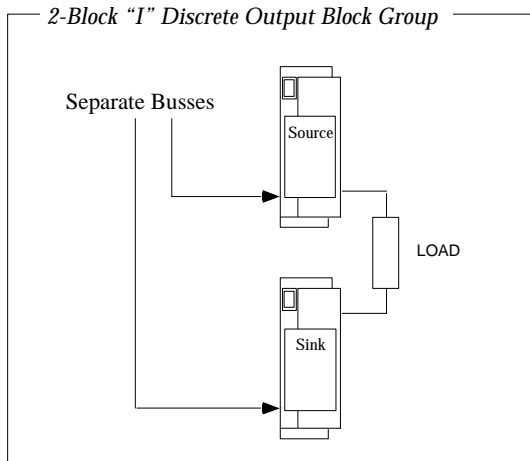 2-Block “I” Discrete Output Block Group
Separate Busses
Source
LOAD
Sink